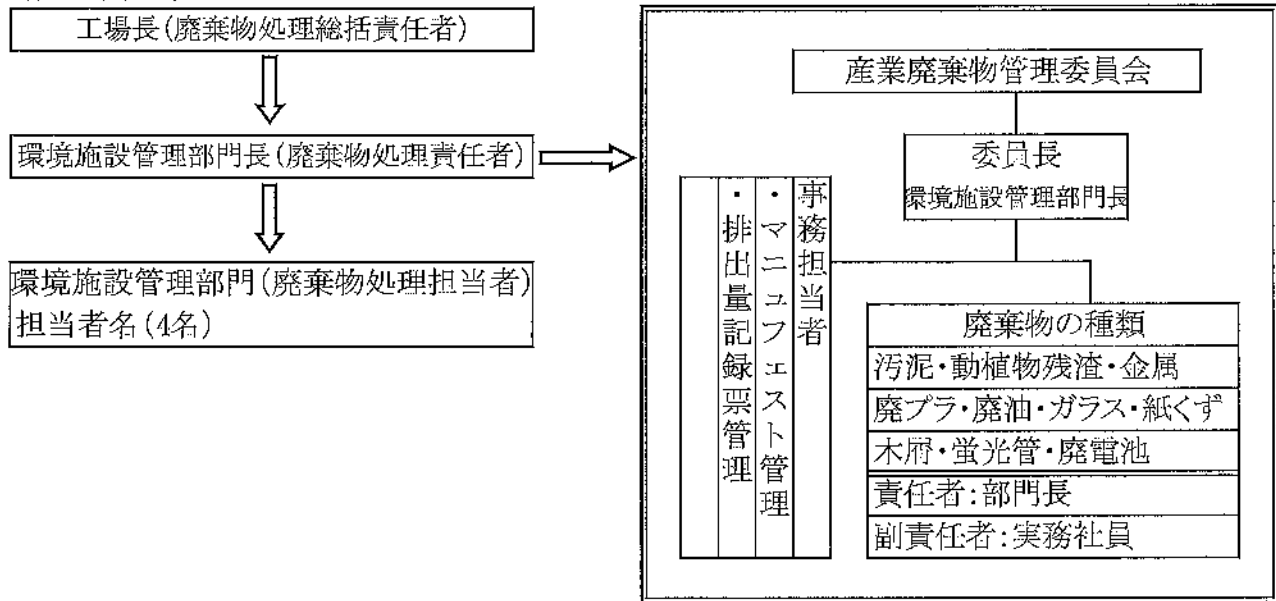 工場長(廃棄物処理総括責任者)
環境施設管理部門長(廃棄物処理責任者)
環境施設管理部門(廃棄物処理担当者)
担当者名(4名)
産業廃棄物管理委員会
委員長
環境施設管理部門長
事務担当者
・マニュフェスト管理
・排出量記録票管理
廃棄物の種類
汚泥・動植物残渣・金属
廃プラ・廃油・ガラス・紙くず
木屑・蛍光管・廃電池
責任者:部門長
副責任者:実務社員